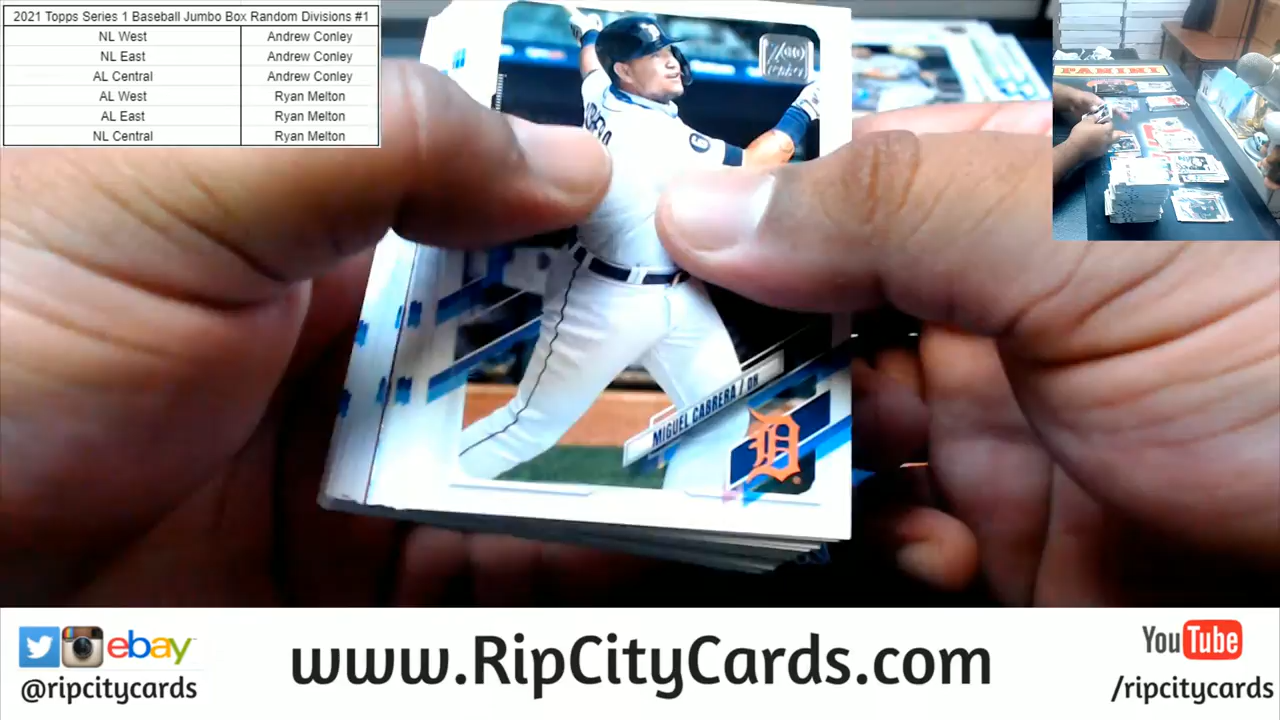 2021 Topps Series 1 Baseball Jumbo Box Random Divisions #1
NL West Andrew Conley
NL East Andrew Conley
AL Central Andrew Conley
AL West Ryan Melton
AL East Ryan Melton
NL Central Ryan Melton
PANINI
MIGUEL CABRERA / DH
D
ebay
@ripcitycards
www.RipCityCards.com
YouTube
/ripcitycards